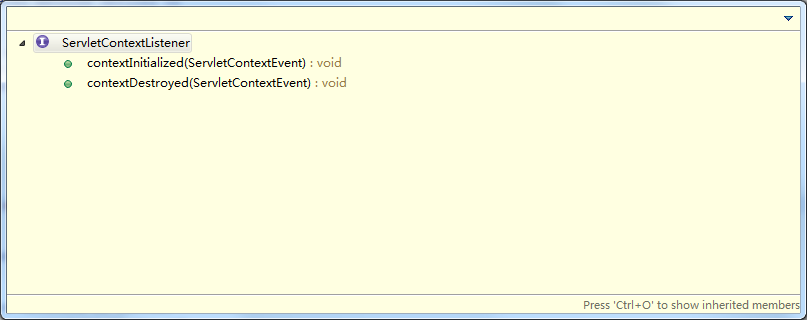 ServletContextListener
contextInitialized(ServletContextEvent) : void
contextDestroyed(ServletContextEvent) : void
Press 'Ctrl+O' to show inherited members